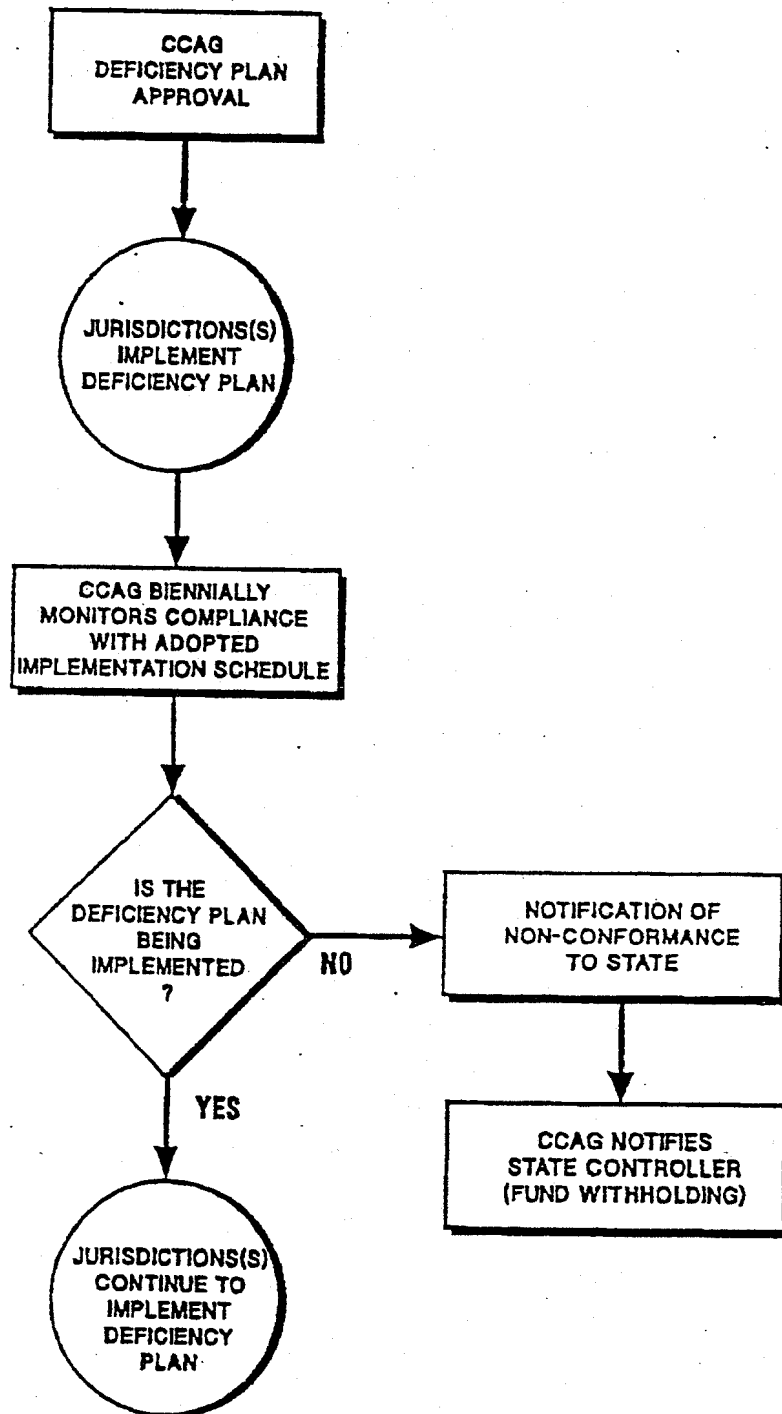 CCAG
DEFICIENCY PLAN
APPROVAL
JURISDICTIONS(S)
IMPLEMENT
DEFICIENCY PLAN
CCAG BIENNIALLY
MONITORS COMPLIANCE
WITH ADOPTED
IMPLEMENTATION SCHEDULE
IS THE
DEFICIENCY PLAN
BEING
IMPLEMENTED
?
NO
NOTIFICATION OF
NON-CONFORMANCE
TO STATE
YES
CCAG NOTIFIES
STATE CONTROLLER
(FUND WITHHOLDING)
JURISDICTIONS(S)
CONTINUE TO
IMPLEMENT
DEFICIENCY
PLAN